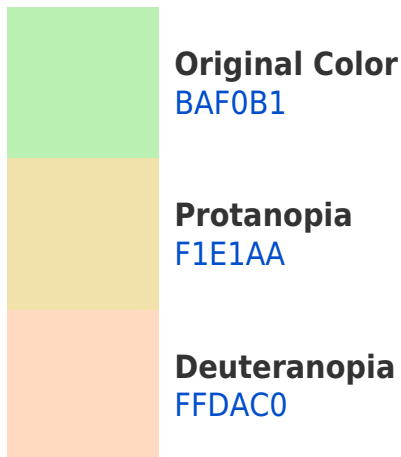 Original Color
BAF0B1
Protanopia
F1E1AA
Deuteranopia
FFDAC0